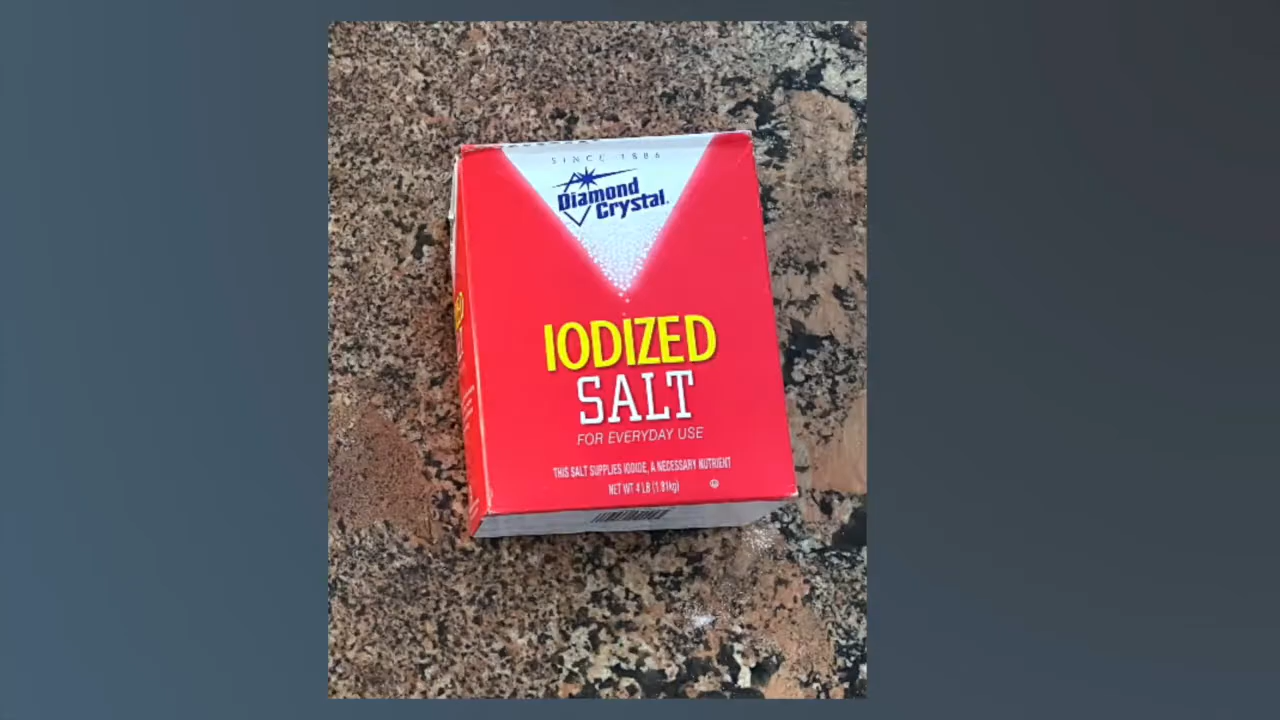 SINCE 1886
Diamond
Crystal®
IODIZED
SALT
FOR EVERYDAY USE
THIS SALT SUPPLIES IODIDE, A NECESSARY NUTRIENT
NET WT 4 LB (1.81kg)